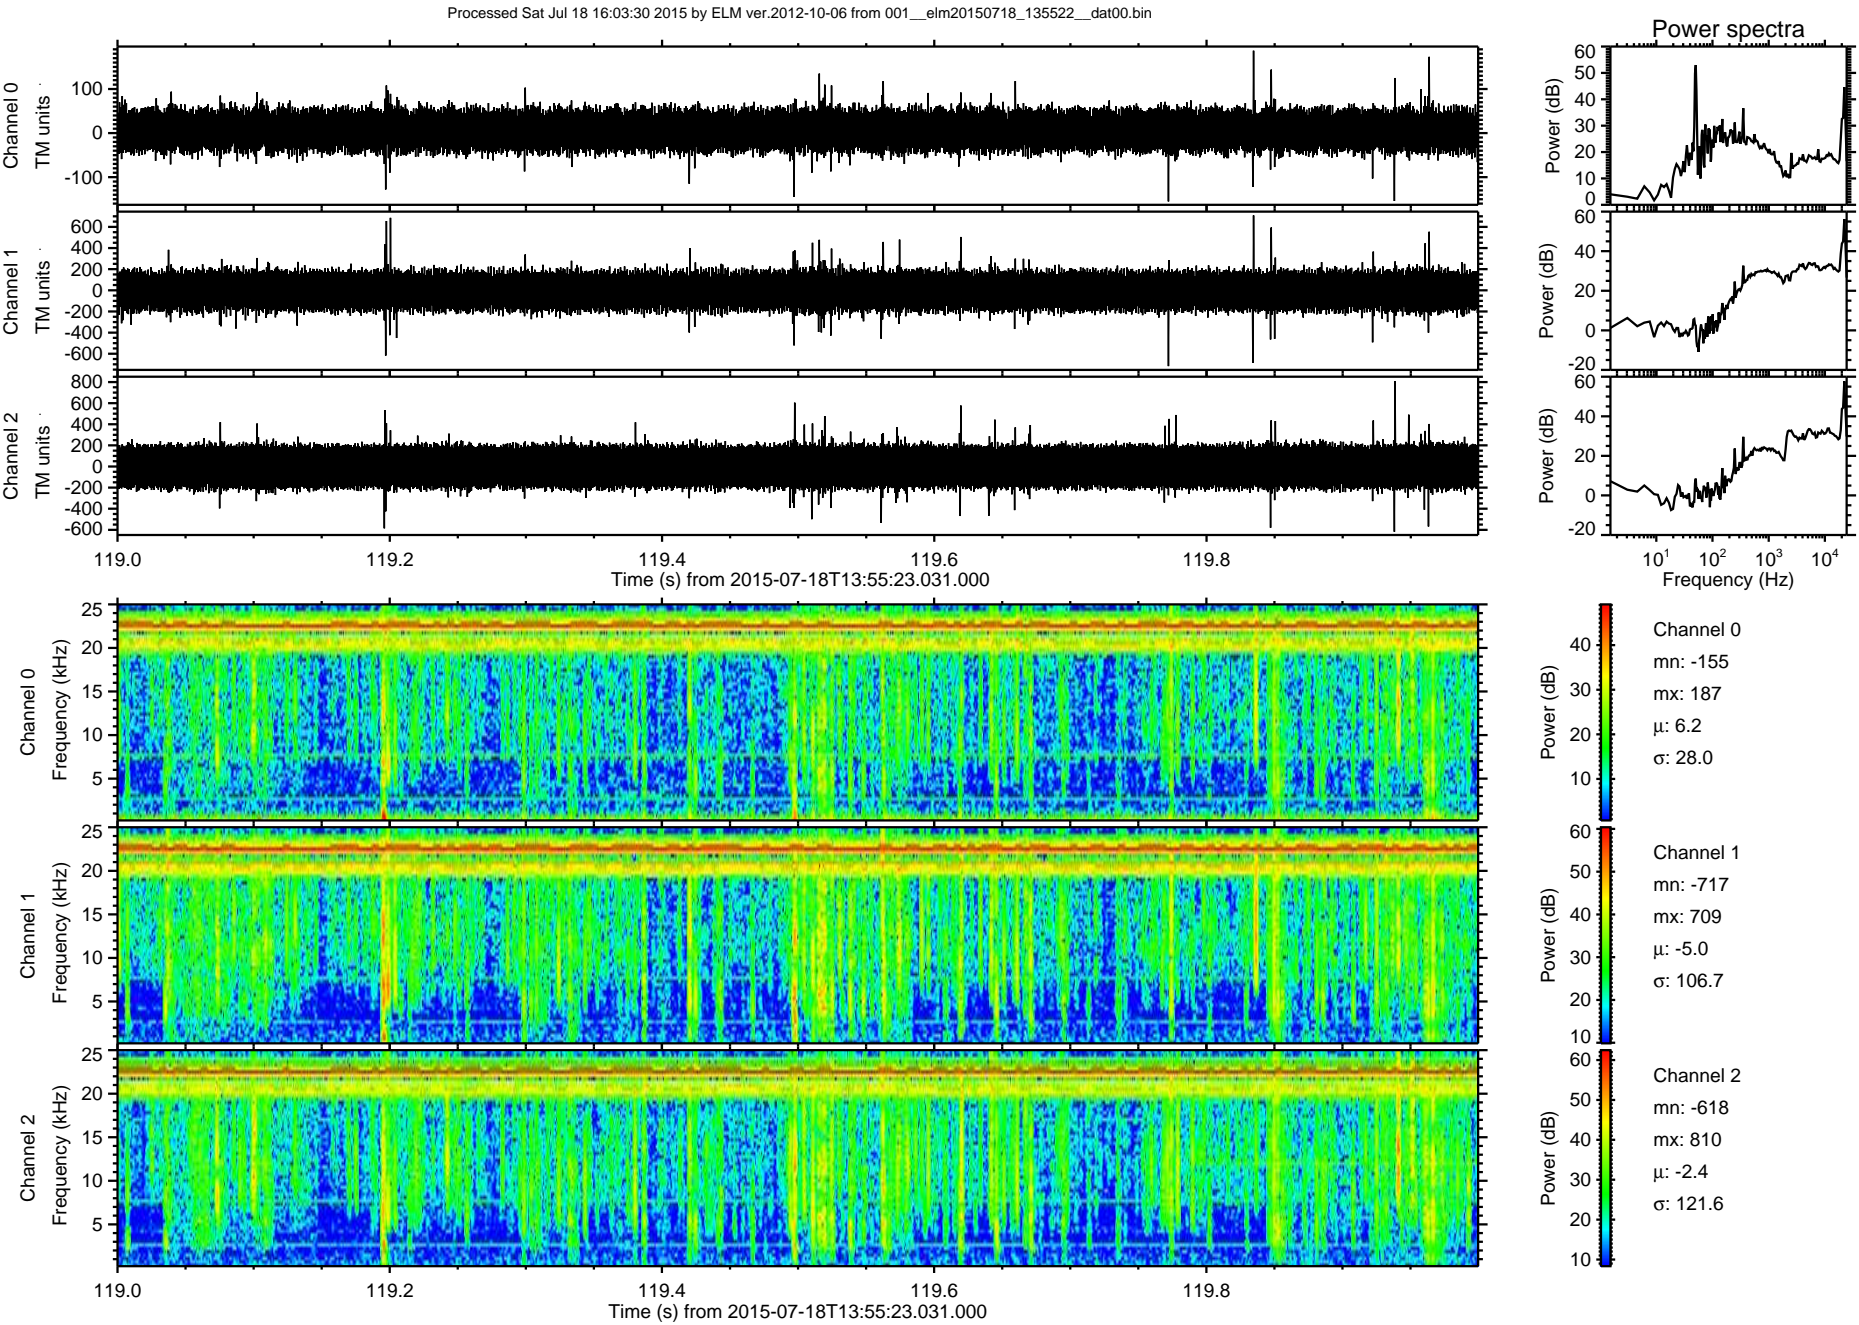 Processed Sat Jul 18 16:03:30 2015 by ELM ver.2012-10-06 from 001__elm20150718_135522__dat00.bin
Power spectra
Channel 0
TM units
100
0
-100
Power (dB)
60
50
40
30
20
10
0
Channel 1
TM units
600
400
200
0
-200
-400
-600
Power (dB)
60
40
20
0
-20
Channel 2
TM units
800
600
400
200
0
-200
-400
-600
Power (dB)
60
40
20
0
-20
119.0 119.2 119.4 119.6 119.8
Time (s) from 2015-07-18T13:55:23.031.000
10¹ 10² 10³ 10⁴
Frequency (Hz)
Channel 0
Frequency (kHz)
25
20
15
10
5
Power (dB)
40
30
20
10
Channel 0
mn: -155
mx: 187
μ: 6.2
σ: 28.0
Channel 1
Frequency (kHz)
25
20
15
10
5
Power (dB)
60
50
40
30
20
10
Channel 1
mn: -717
mx: 709
μ: -5.0
σ: 106.7
Channel 2
Frequency (kHz)
25
20
15
10
5
Power (dB)
60
50
40
30
20
10
Channel 2
mn: -618
mx: 810
μ: -2.4
σ: 121.6
119.0 119.2 119.4 119.6 119.8
Time (s) from 2015-07-18T13:55:23.031.000